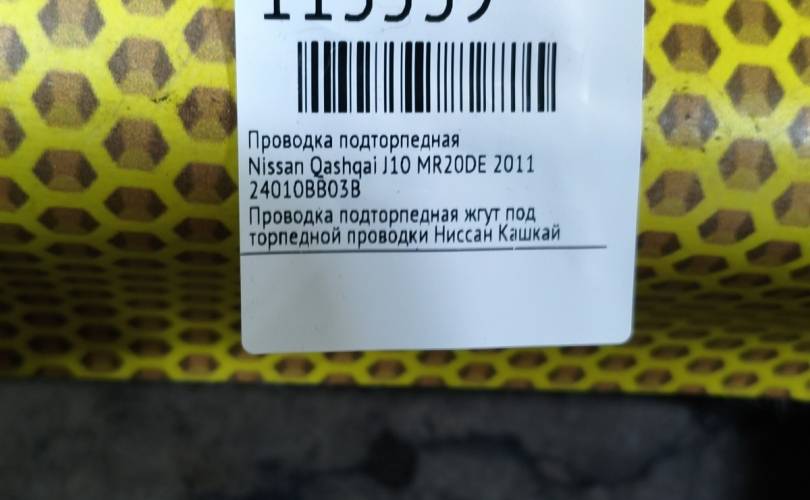 Проводка подторпедная
Nissan Qashqai J10 MR20DE 2011
24010BB03B
Проводка подторпедная жгут под
торпедной проводки Ниссан Кашкай